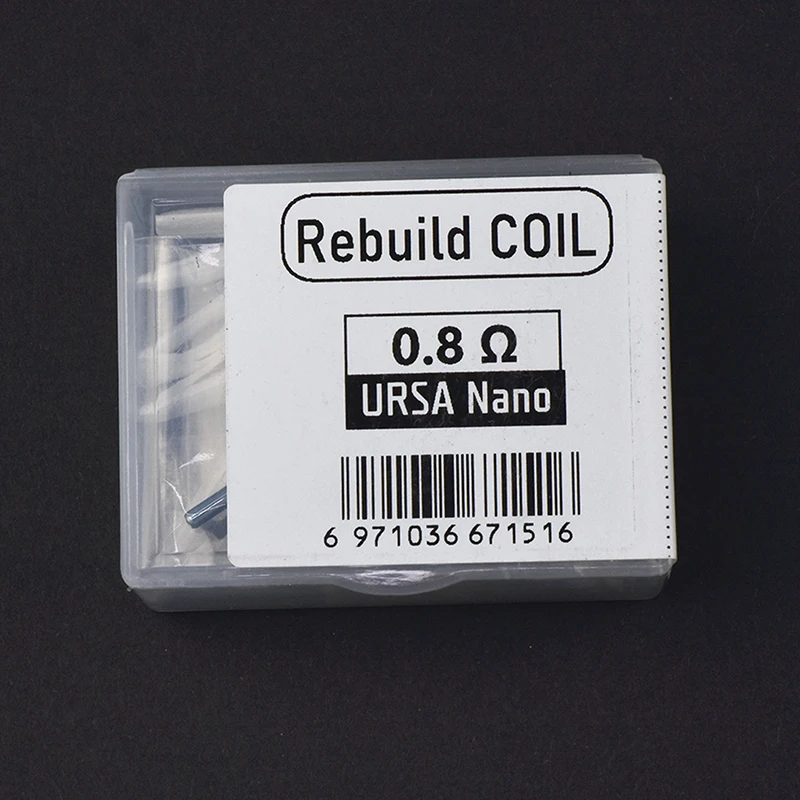 Rebuild COIL
0.8 Ω
URSA Nano
6 971036 671516